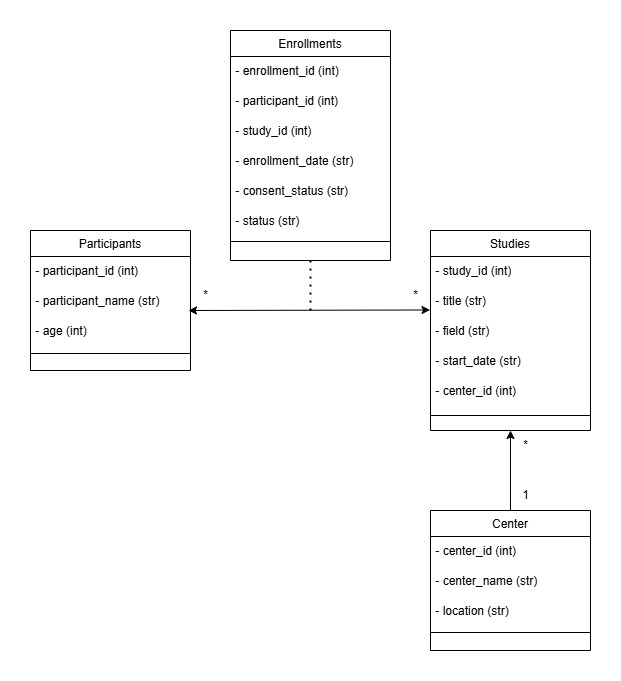 Enrollments
- enrollment_id (int)
- participant_id (int)
- study_id (int)
- enrollment_date (str)
- consent_status (str)
- status (str)
Participants
- participant_id (int)
- participant_name (str)
- age (int)
*
*
Studies
- study_id (int)
- title (str)
- field (str)
- start_date (str)
- center_id (int)
*
1
Center
- center_id (int)
- center_name (str)
- location (str)